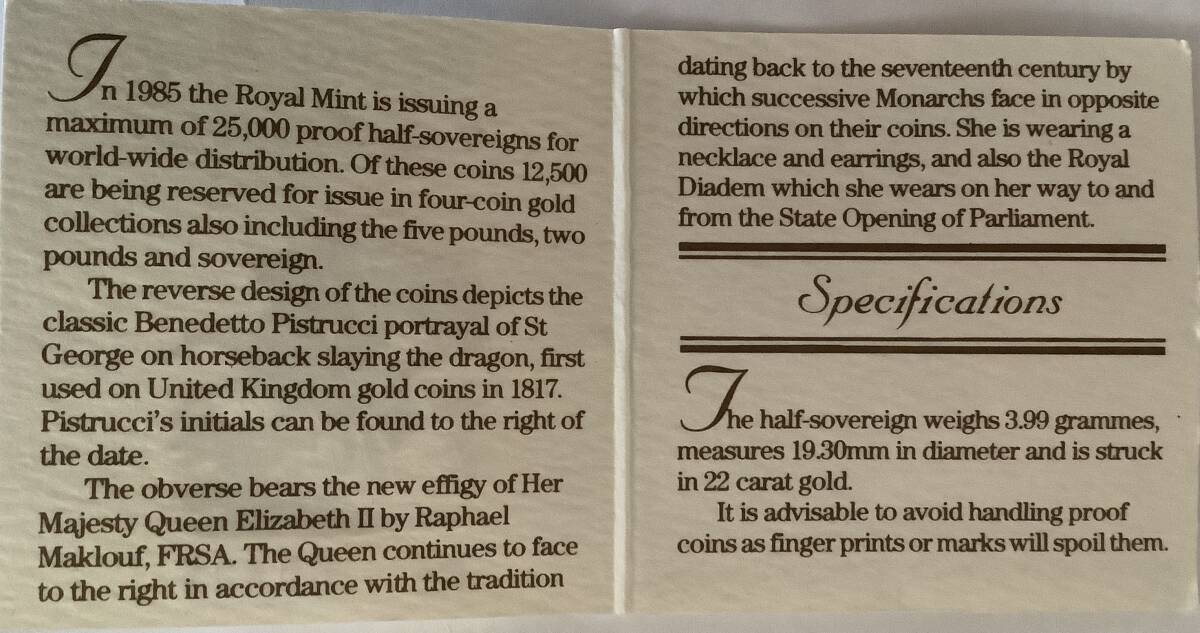 In 1985 the Royal Mint is issuing a
maximum of 25,000 proof half-sovereigns for
world-wide distribution. Of these coins 12,500
are being reserved for issue in four-coin gold
collections also including the five pounds, two
pounds and sovereign.
The reverse design of the coins depicts the
classic Benedetto Pistrucci portrayal of St
George on horseback slaying the dragon, first
used on United Kingdom gold coins in 1817.
Pistrucci's initials can be found to the right of
the date.
The obverse bears the new effigy of Her
Majesty Queen Elizabeth II by Raphael
Maklouf, FRSA. The Queen continues to face
to the right in accordance with the tradition
dating back to the seventeenth century by
which successive Monarchs face in opposite
directions on their coins. She is wearing a
necklace and earrings, and also the Royal
Diadem which she wears on her way to and
from the State Opening of Parliament.
Specifications
The half-sovereign weighs 3.99 grammes,
measures 19.30mm in diameter and is struck
in 22 carat gold.
It is advisable to avoid handling proof
coins as finger prints or marks will spoil them.